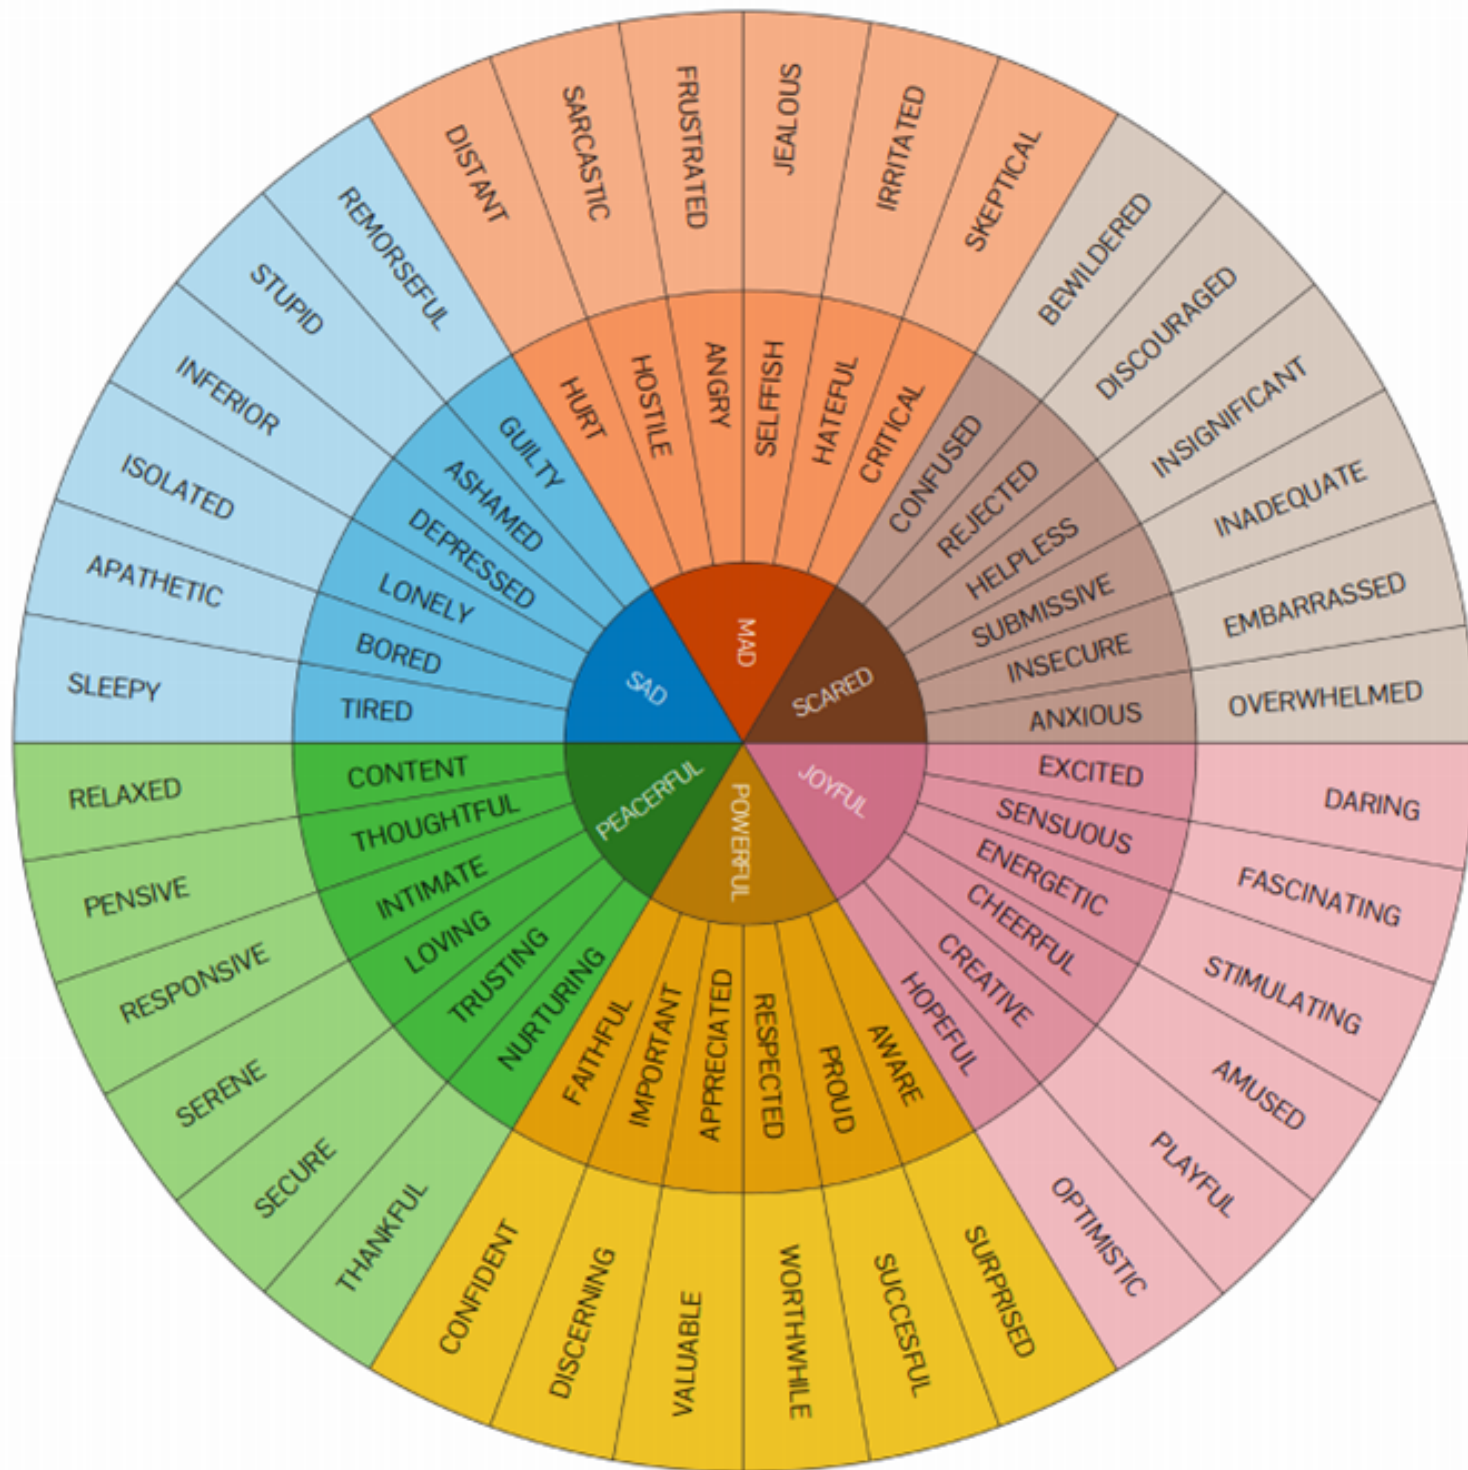 MAD
HURT
HOSTILE
ANGRY
SELFFISH
HATEFUL
CRITICAL
DISTANT
SARCASTIC
FRUSTRATED
JEALOUS
IRRITATED
SKEPTICAL
SCARED
CONFUSED
REJECTED
HELPLESS
SUBMISSIVE
INSECURE
ANXIOUS
BEWILDERED
DISCOURAGED
INSIGNIFICANT
INADEQUATE
EMBARRASSED
OVERWHELMED
JOYFUL
EXCITED
SENSUOUS
ENERGETIC
CHEERFUL
CREATIVE
HOPEFUL
DARING
FASCINATING
STIMULATING
AMUSED
PLAYFUL
OPTIMISTIC
POWERFUL
AWARE
PROUD
RESPECTED
APPRECIATED
IMPORTANT
FAITHFUL
SURPRISED
SUCCESFUL
WORTHWHILE
VALUABLE
DISCERNING
CONFIDENT
PEACERFUL
NURTURING
TRUSTING
LOVING
INTIMATE
THOUGHTFUL
CONTENT
THANKFUL
SECURE
SERENE
RESPONSIVE
PENSIVE
RELAXED
SAD
TIRED
BORED
LONELY
DEPRESSED
ASHAMED
GUILTY
SLEEPY
APATHETIC
ISOLATED
INFERIOR
STUPID
REMORSEFUL